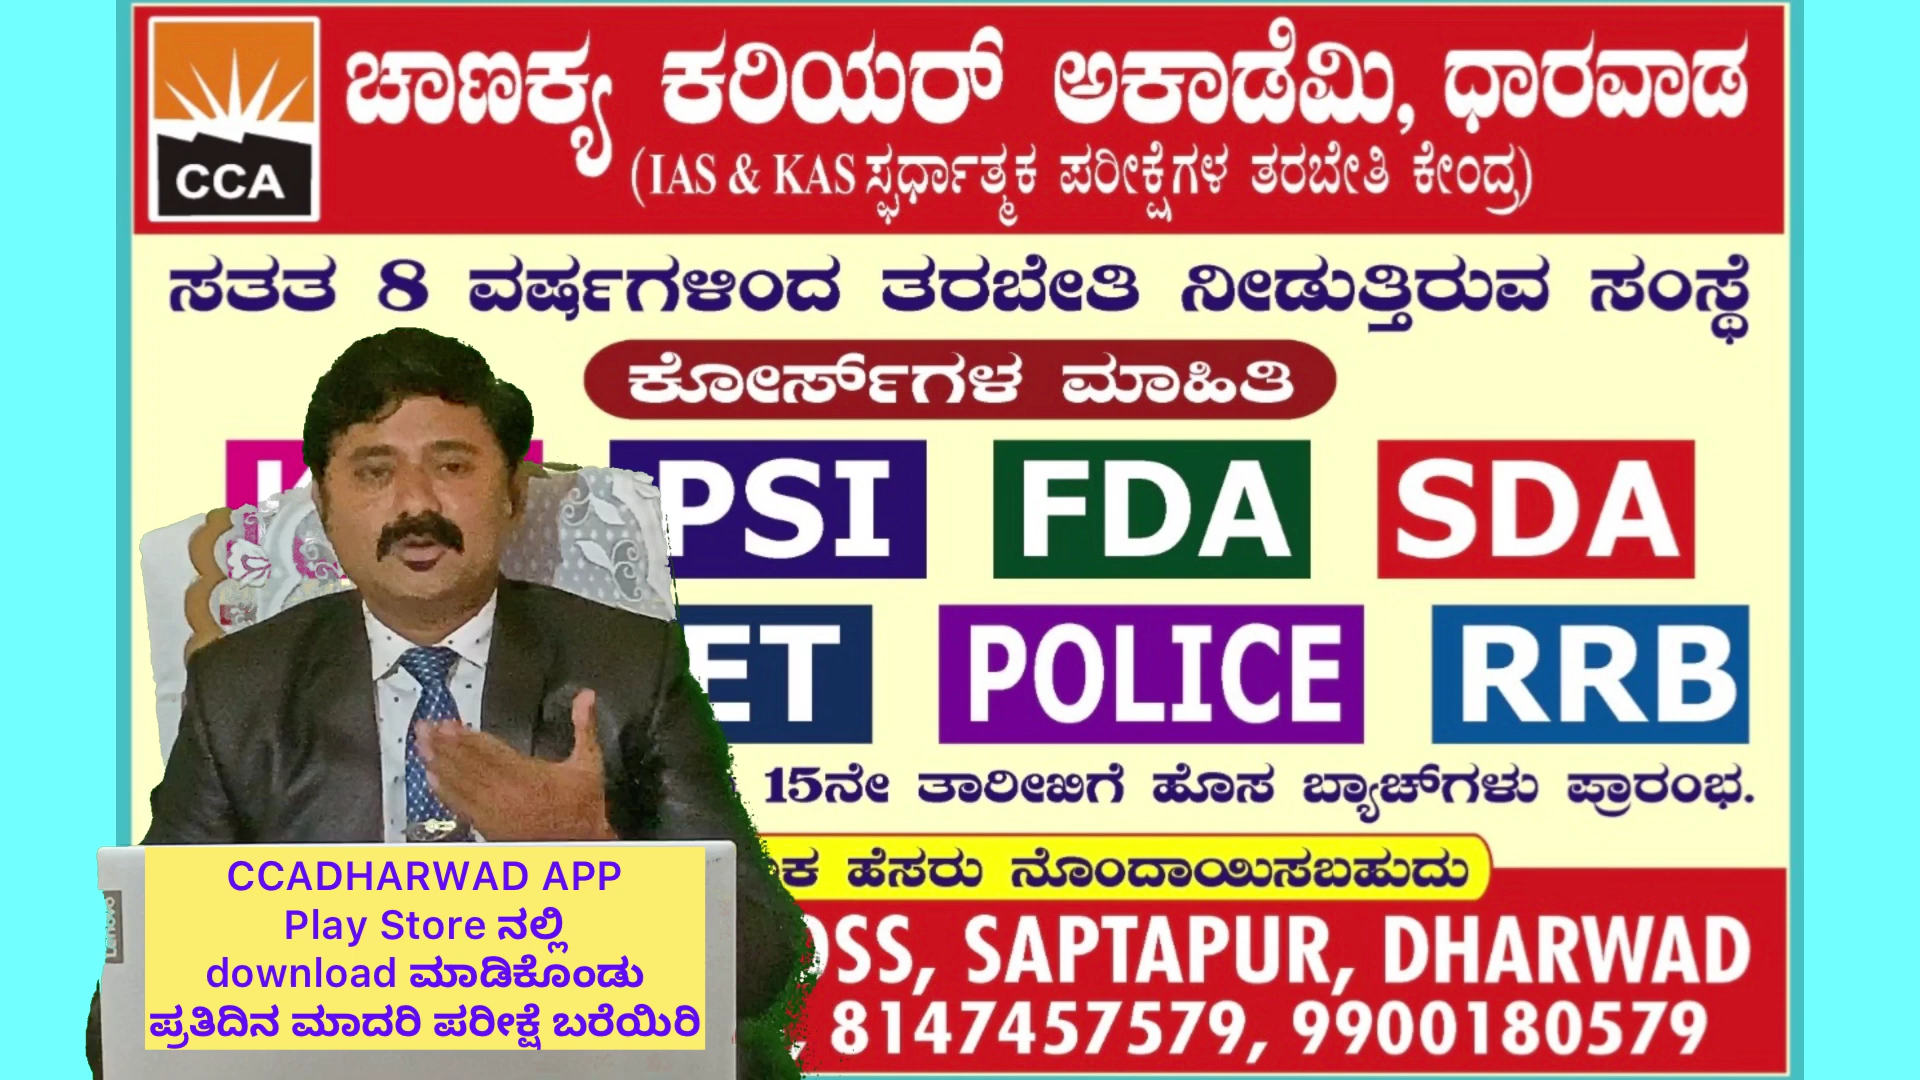 CCA
ಚಾಣಕ್ಯ ಕರಿಯರ್ ಅಕಾಡೆಮಿ, ಧಾರವಾಡ
(IAS & KAS ಸ್ಪರ್ಧಾತ್ಮಕ ಪರೀಕ್ಷೆಗಳ ತರಬೇತಿ ಕೇಂದ್ರ)
ಸತತ 8 ವರ್ಷಗಳಿಂದ ತರಬೇತಿ ನೀಡುತ್ತಿರುವ ಸಂಸ್ಥೆ
ಕೋರ್ಸ್‌ಗಳ ಮಾಹಿತಿ
PSI FDA SDA
POLICE RRB
15ನೇ ತಾರೀಖಿಗೆ ಹೊಸ ಬ್ಯಾಚ್‌ಗಳು ಪ್ರಾರಂಭ.
ಹೆಸರು ನೊಂದಾಯಿಸಬಹುದು
SAPTAPUR, DHARWAD
8147457579, 9900180579
Lenovo
CCADHARWAD APP
Play Store ನಲ್ಲಿ
download ಮಾಡಿಕೊಂಡು
ಪ್ರತಿದಿನ ಮಾದರಿ ಪರೀಕ್ಷೆ ಬರೆಯಿರಿ